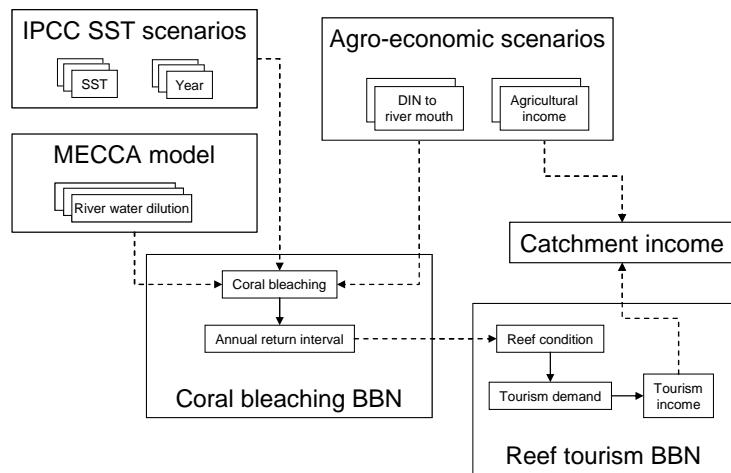 IPCC SST scenarios
SST
Year
Agro-economic scenarios
DIN to
river mouth
Agricultural
income
MECCA model
River water dilution
Catchment income
Coral bleaching
Annual return interval
Coral bleaching BBN
Reef condition
Tourism demand
Tourism
income
Reef tourism BBN